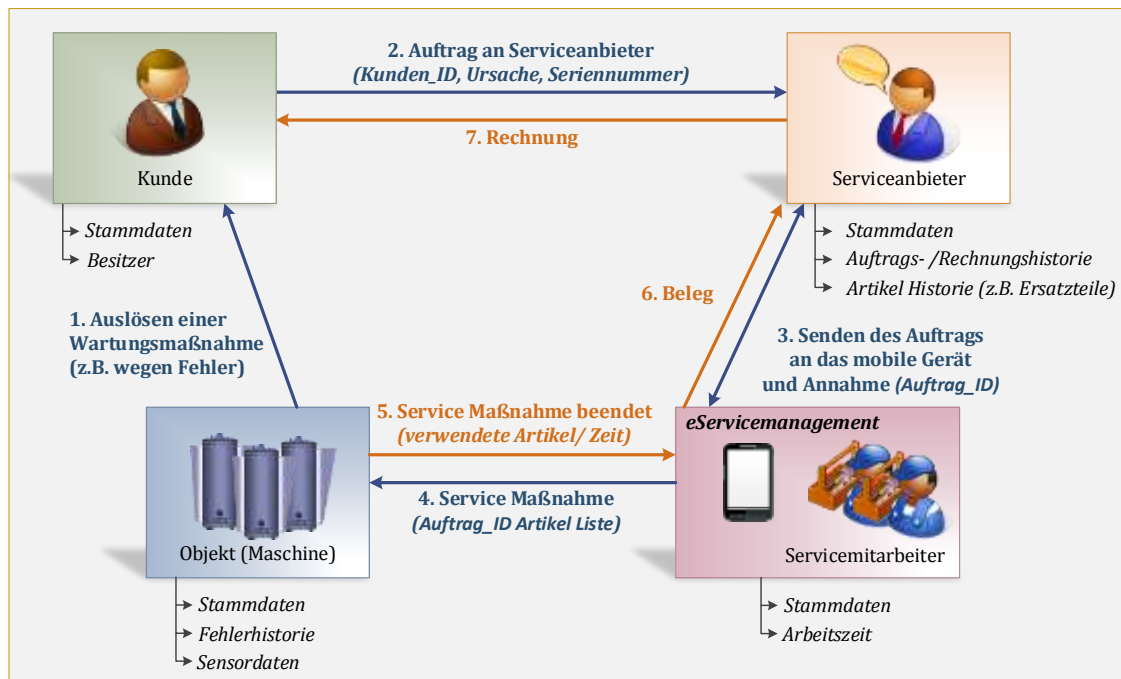 2. Auftrag an Serviceanbieter
(Kunden_ID, Ursache, Seriennummer)
7. Rechnung
Kunde
Serviceanbieter
Stammdaten
Besitzer
Stammdaten
Auftrags- /Rechnungshistorie
Artikel Historie (z.B. Ersatzteile)
6. Beleg
1. Auslösen einer
Wartungsmaßnahme
(z.B. wegen Fehler)
3. Senden des Auftrags
an das mobile Gerät
und Annahme (Auftrag_ID)
5. Service Maßnahme beendet
(verwendete Artikel/ Zeit)
eServicemanagement
4. Service Maßnahme
(Auftrag_ID Artikel Liste)
Objekt (Maschine)
Servicemitarbeiter
Stammdaten
Fehlerhistorie
Sensordaten
Stammdaten
Arbeitszeit